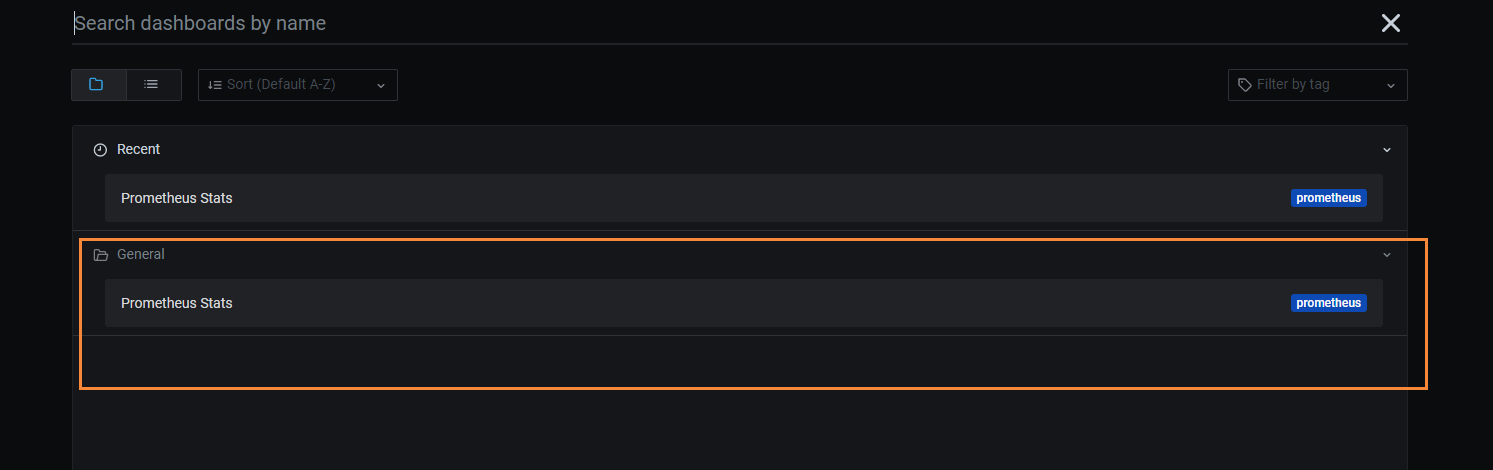 Search dashboards by name
Sort (Default A-Z)
Filter by tag
Recent
Prometheus Stats
prometheus
General
Prometheus Stats
prometheus